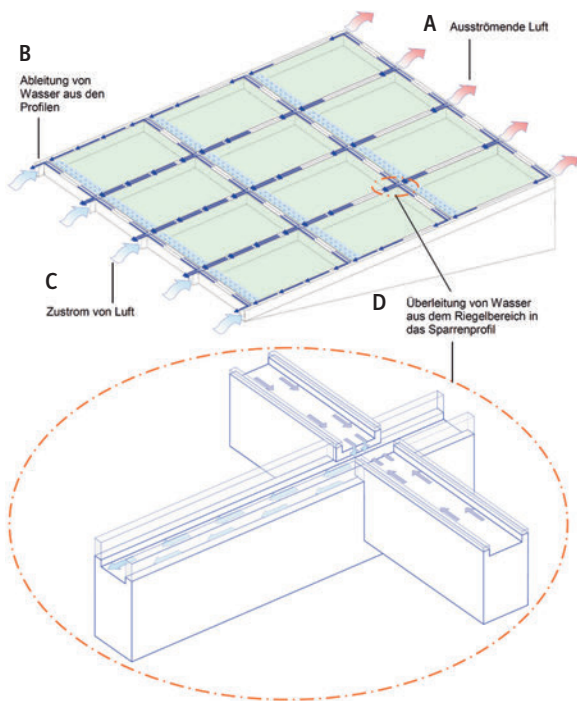 A
Ausströmende Luft
B
Ableitung von
Wasser aus den
Profilen
C
Zustrom von Luft
D
Überleitung von Wasser
aus dem Riegelbereich in
das Sparrenprofil